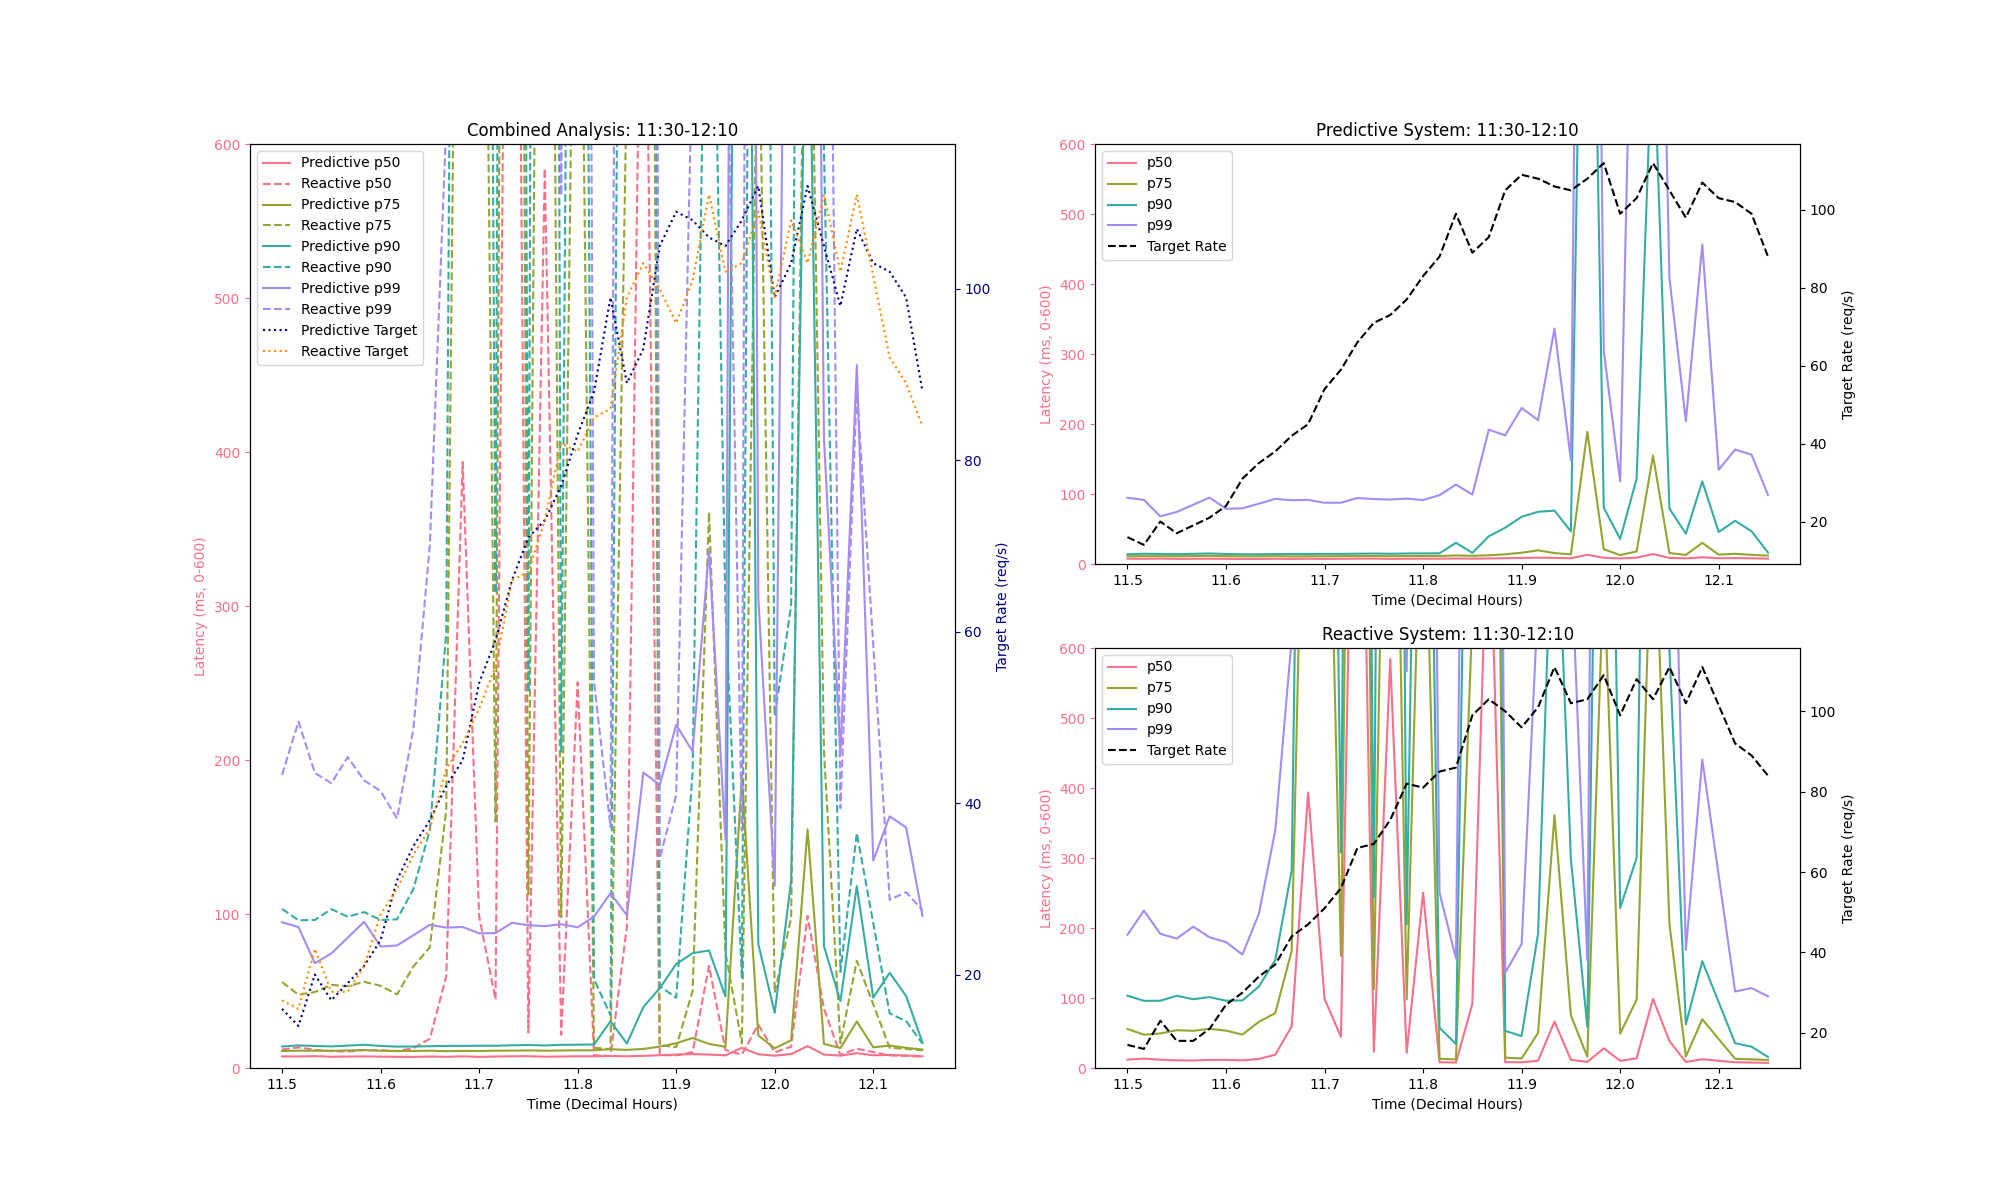 Combined Analysis: 11:30-12:10
600
500
400
300
200
100
0
Latency (ms, 0-600)
Predictive p50
Reactive p50
Predictive p75
Reactive p75
Predictive p90
Reactive p90
Predictive p99
Reactive p99
Predictive Target
Reactive Target
100
80
60
40
20
Target Rate (req/s)
11.5 11.6 11.7 11.8 11.9 12.0 12.1
Time (Decimal Hours)
Predictive System: 11:30-12:10
600
500
400
300
200
100
0
Latency (ms, 0-600)
p50
p75
p90
p99
Target Rate
100
80
60
40
20
Target Rate (req/s)
11.5 11.6 11.7 11.8 11.9 12.0 12.1
Time (Decimal Hours)
Reactive System: 11:30-12:10
600
500
400
300
200
100
0
Latency (ms, 0-600)
p50
p75
p90
p99
Target Rate
100
80
60
40
20
Target Rate (req/s)
11.5 11.6 11.7 11.8 11.9 12.0 12.1
Time (Decimal Hours)